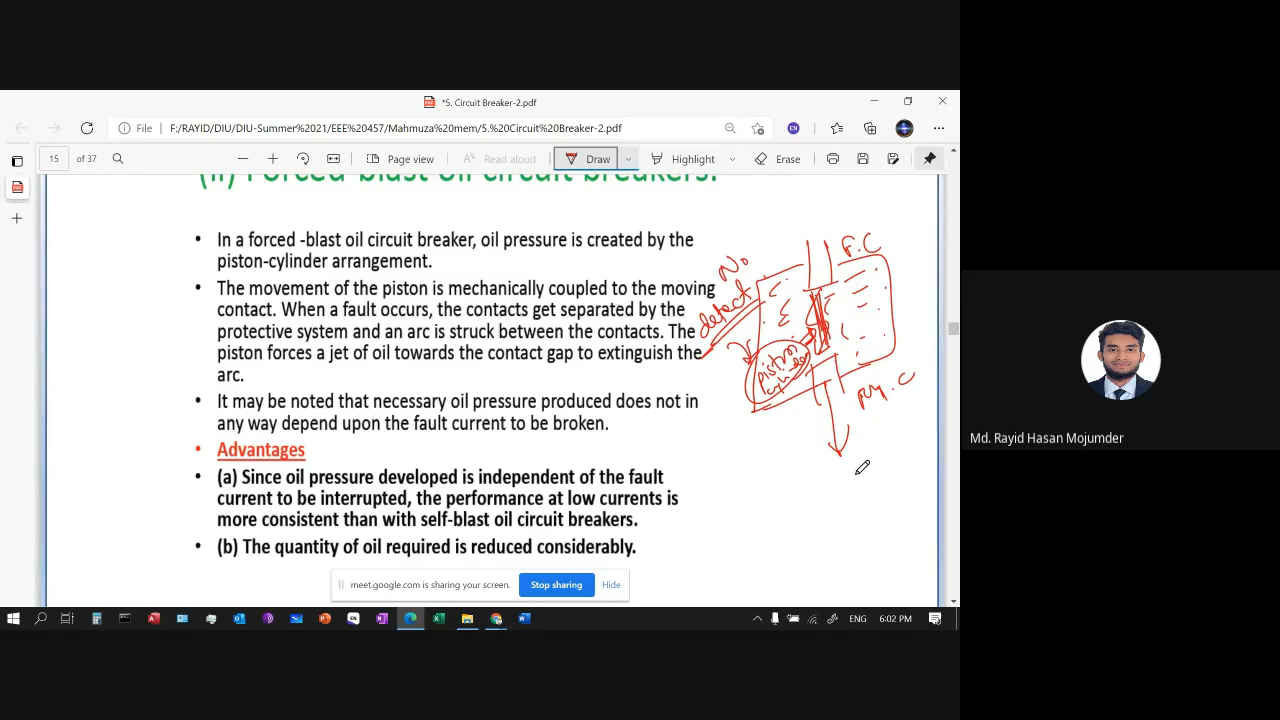 *5. Circuit Breaker-2.pdf
File F:/RAYID/DIU/DIU-Summer%2021/EEE%20457/Mahmuza%20mem/5.%20Circuit%20Breaker-2.pdf
EN
15 of 37 Page view Read aloud Draw Highlight Erase
(ii) Forced-blast oil circuit breakers:
• In a forced -blast oil circuit breaker, oil pressure is created by the
piston-cylinder arrangement.
• The movement of the piston is mechanically coupled to the moving
contact. When a fault occurs, the contacts get separated by the
protective system and an arc is struck between the contacts. The
piston forces a jet of oil towards the contact gap to extinguish the
arc.
• It may be noted that necessary oil pressure produced does not in
any way depend upon the fault current to be broken.
• Advantages
• (a) Since oil pressure developed is independent of the fault
current to be interrupted, the performance at low currents is
more consistent than with self-blast oil circuit breakers.
• (b) The quantity of oil required is reduced considerably.
F.C
No
detect
piston
M.C
meet.google.com is sharing your screen. Stop sharing Hide
Md. Rayid Hasan Mojumder
ENG 6:02 PM